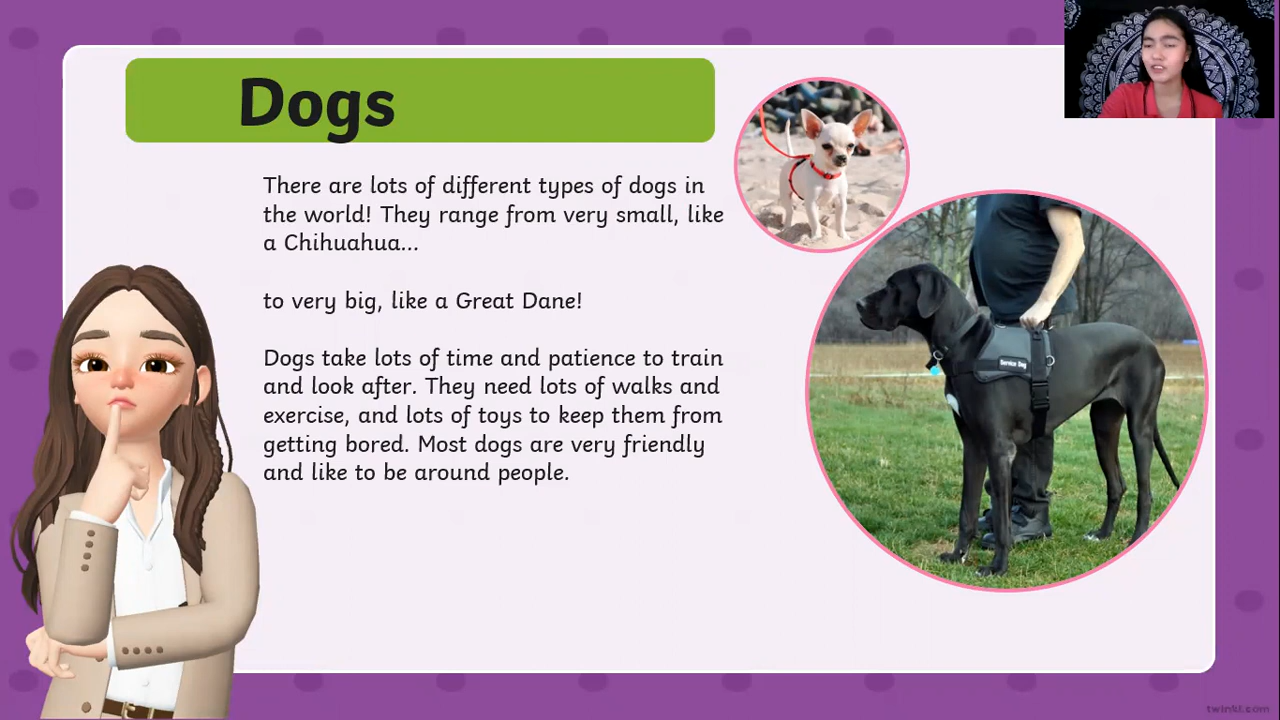 Dogs
There are lots of different types of dogs in
the world! They range from very small, like
a Chihuahua...
to very big, like a Great Dane!
Dogs take lots of time and patience to train
and look after. They need lots of walks and
exercise, and lots of toys to keep them from
getting bored. Most dogs are very friendly
and like to be around people.
Service Dog
twinkl.com